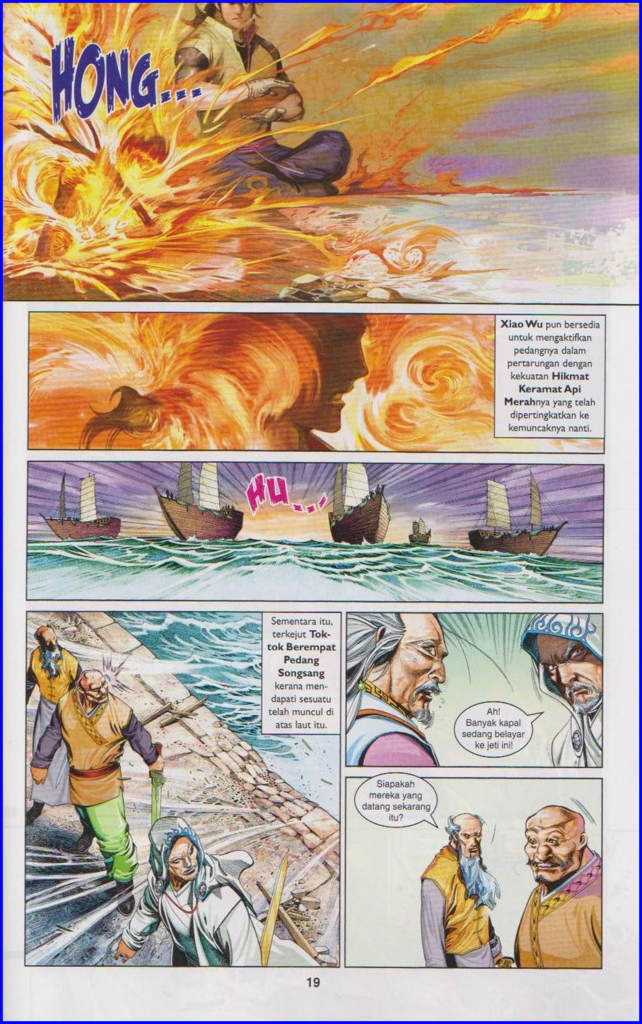 HONG...
Xiao Wu pun bersedia
untuk mengaktifkan
pedangnya dalam
pertarungan dengan
kekuatan Hikmat
Keramat Api
Merahnya yang telah
dipertingkatkan ke
kemuncaknya nanti.
HU...
Sementara itu,
terkejut Tok-
tok Berempat
Pedang
Songsang
kerana men-
dapati sesuatu
telah muncul di
atas laut itu.
Ah!
Banyak kapal
sedang belayar
ke jeti ini!
Siapakah
mereka yang
datang sekarang
itu?
19